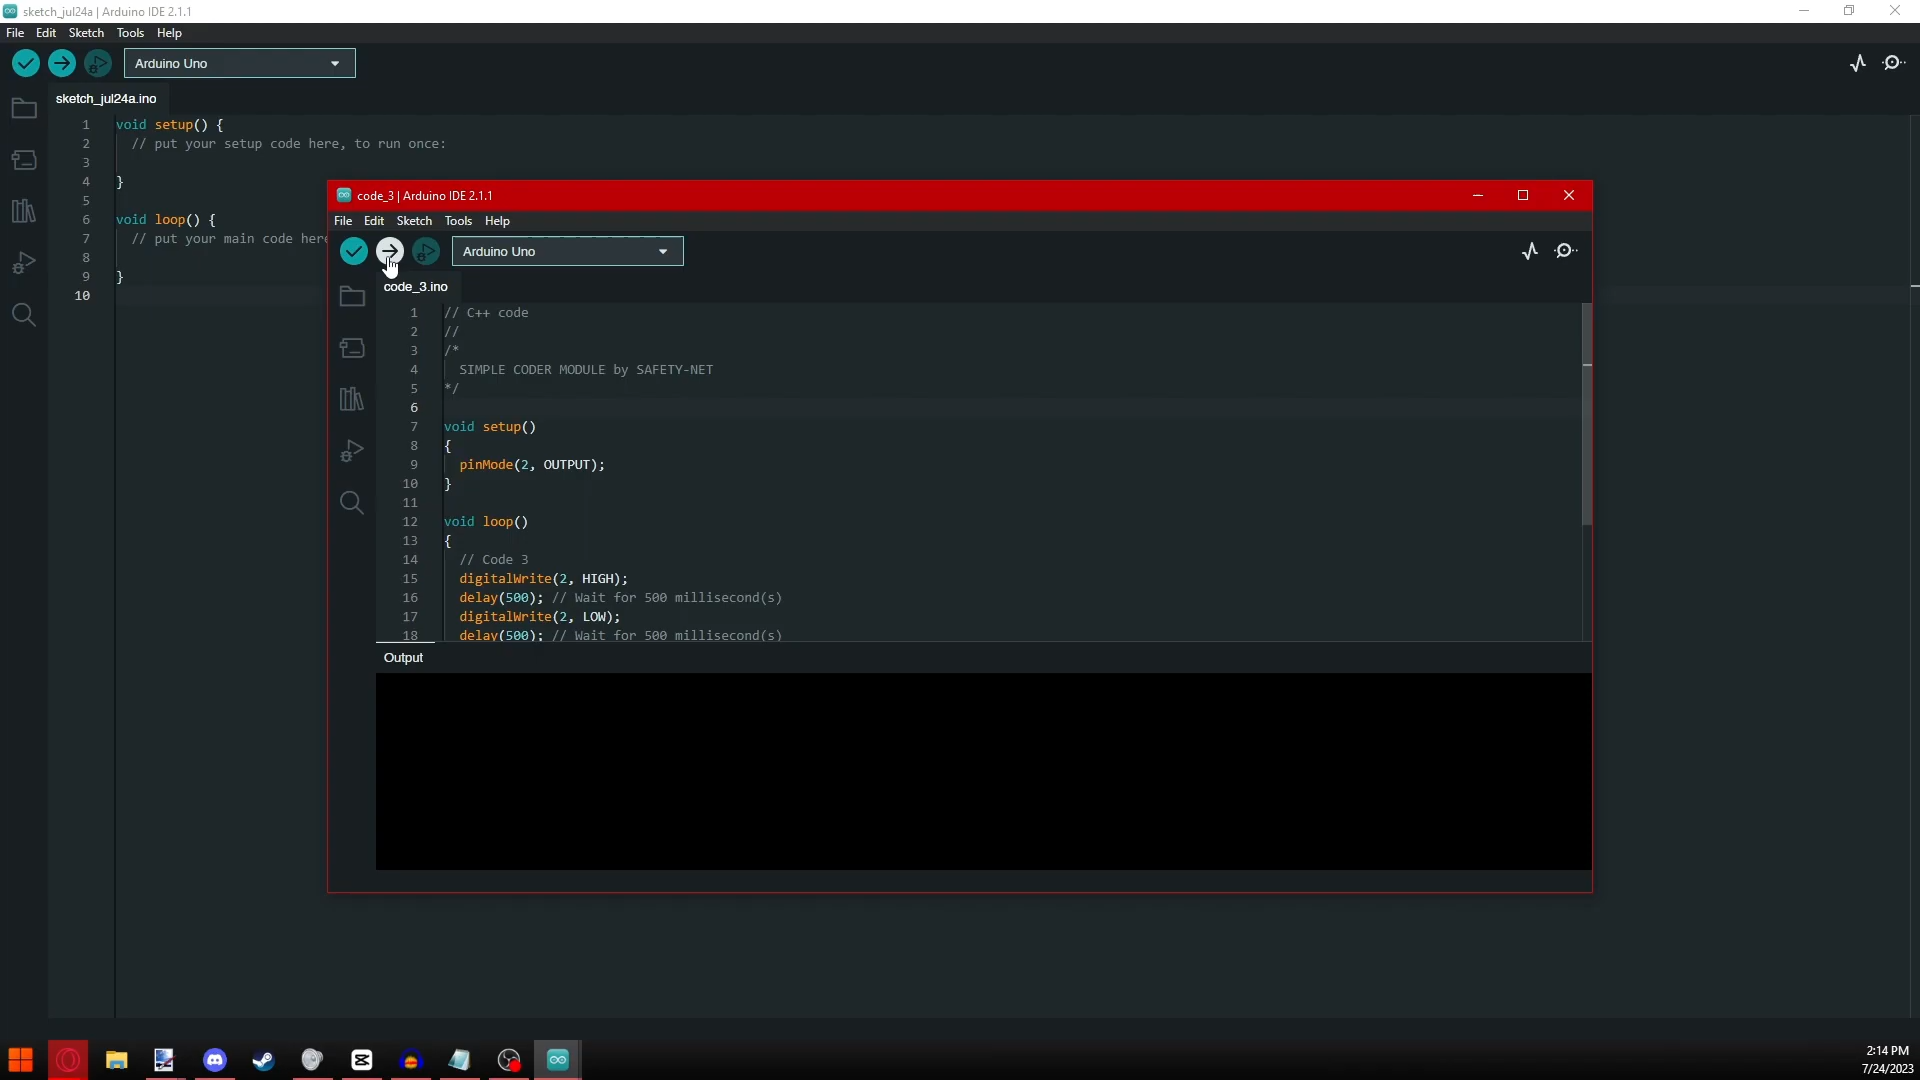 sketch_jul24a | Arduino IDE 2.1.1
File Edit Sketch Tools Help
Arduino Uno
sketch_jul24a.ino
1 void setup() {
2 // put your setup code here, to run once:
3
4 }
5
6 void loop() {
7 // put your main code here
8
9 }
10
code_3 | Arduino IDE 2.1.1
File Edit Sketch Tools Help
Arduino Uno
code_3.ino
1 // C++ code
2 //
3 /*
4 SIMPLE CODER MODULE by SAFETY-NET
5 */
6
7 void setup()
8 {
9 pinMode(2, OUTPUT);
10 }
11
12 void loop()
13 {
14 // Code 3
15 digitalWrite(2, HIGH);
16 delay(500); // Wait for 500 millisecond(s)
17 digitalWrite(2, LOW);
18 delay(500); // Wait for 500 millisecond(s)
Output
2:14 PM
7/24/2023